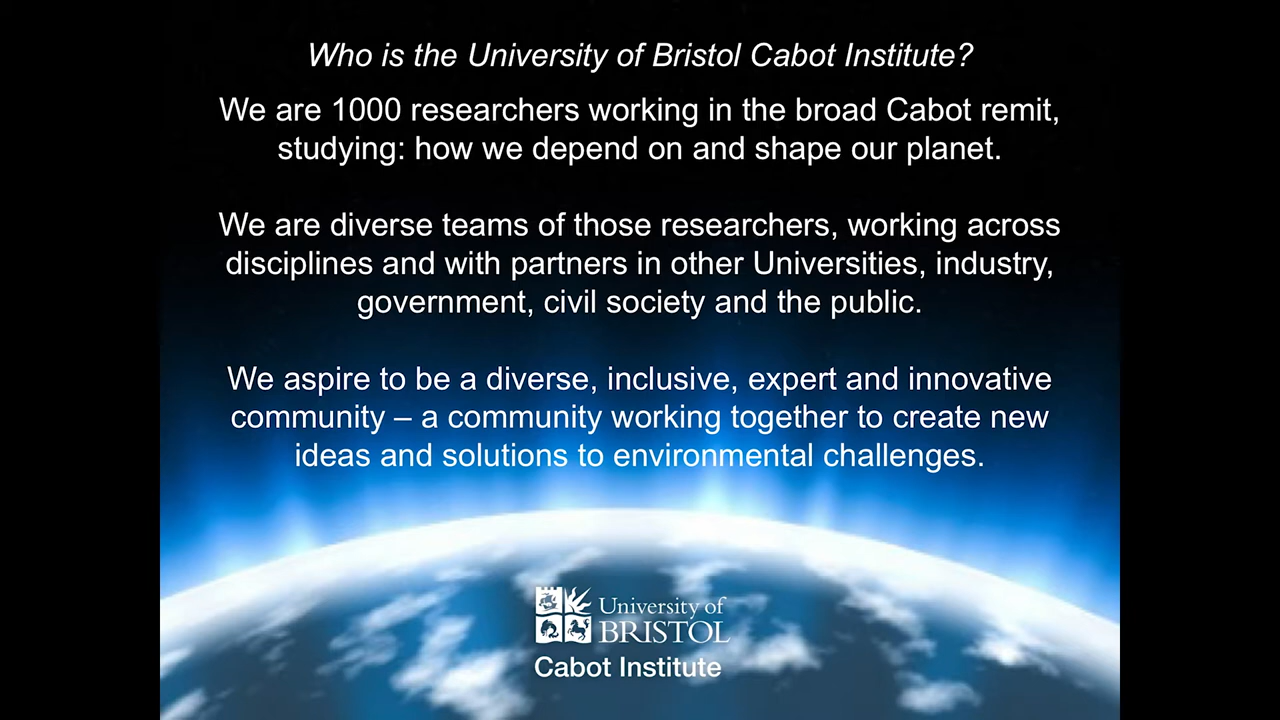 Who is the University of Bristol Cabot Institute?
We are 1000 researchers working in the broad Cabot remit,
studying: how we depend on and shape our planet.
We are diverse teams of those researchers, working across
disciplines and with partners in other Universities, industry,
government, civil society and the public.
We aspire to be a diverse, inclusive, expert and innovative
community – a community working together to create new
ideas and solutions to environmental challenges.
University of
BRISTOL
Cabot Institute